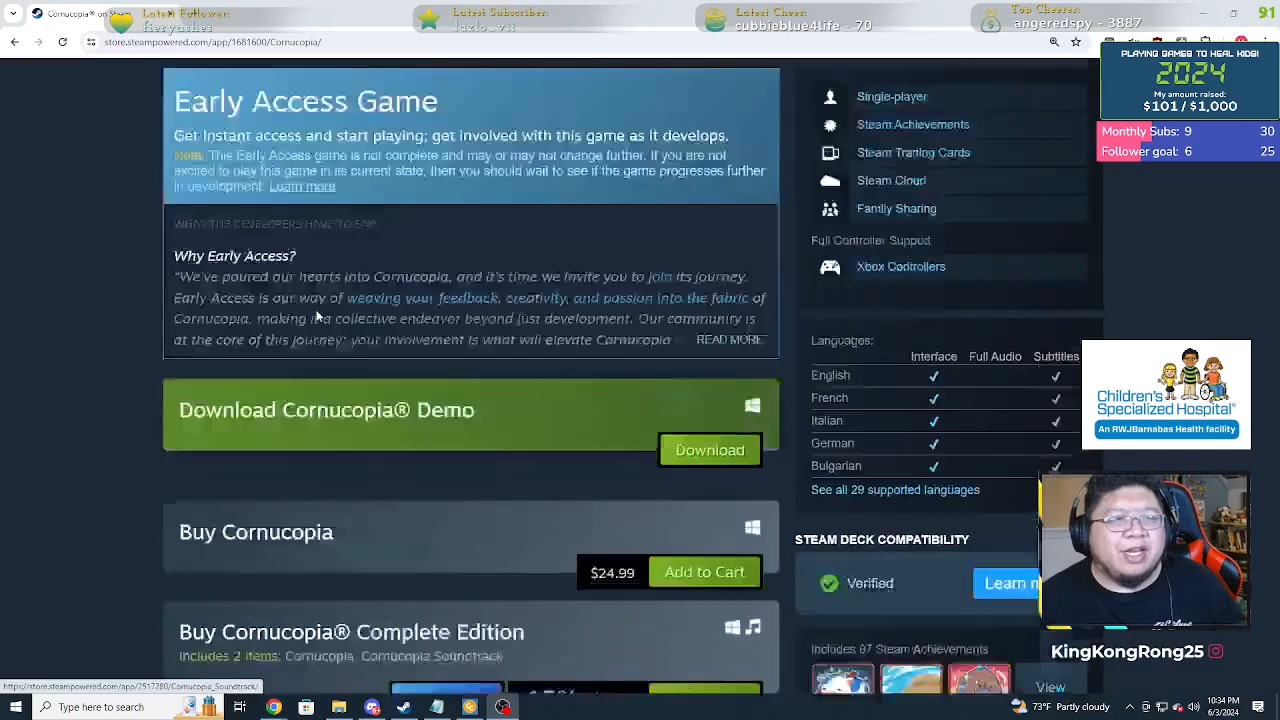 Cornucopia on Steam
Latest Follower:
fieryashes
Latest Subscriber:
lazlo_vii
Latest Cheer:
cubbieblue4life - 70
Top Cheer:
angeredspy - 3887
91
store.steampowered.com/app/1681600/Cornucopia/
PLAYING GAMES TO HEAL KIDS!
2024
My amount raised:
$101 / $1,000
Monthly Subs: 9 30
Follower goal: 6 25
Early Access Game
Get instant access and start playing; get involved with this game as it develops.
Note: This Early Access game is not complete and may or may not change further. If you are not
excited to play this game in its current state, then you should wait to see if the game progresses further
in development. Learn more
WHAT THE DEVELOPERS HAVE TO SAY:
Why Early Access?
“We've poured our hearts into Cornucopia, and it's time we invite you to join its journey.
Early Access is our way of weaving your feedback, creativity, and passion into the fabric of
Cornucopia, making it a collective endeavor beyond just development. Our community is
at the core of this journey; your involvement is what will elevate Cornucopia READ MORE
Download Cornucopia® Demo
Download
Buy Cornucopia
$24.99 Add to Cart
Buy Cornucopia® Complete Edition
Includes 2 items: Cornucopia, Cornucopia Soundtrack
Single-player
Steam Achievements
Steam Trading Cards
Steam Cloud
Family Sharing
Full Controller Support
Xbox Controllers
Languages:
Interface Full Audio Subtitles
English ✔ ✔
French ✔ ✔
Italian ✔ ✔
German ✔ ✔
Bulgarian ✔ ✔
See all 29 supported languages
STEAM DECK COMPATIBILITY
Verified Learn m
Includes 97 Steam Achievements
View
Children's
Specialized Hospital®
An RWJBarnabas Health facility
KingKongRong25
https://store.steampowered.com/app/2517280/Cornucopia_Soundtrack/
Type here to search
73°F Partly cloudy
10:34 PM
6/3/2024